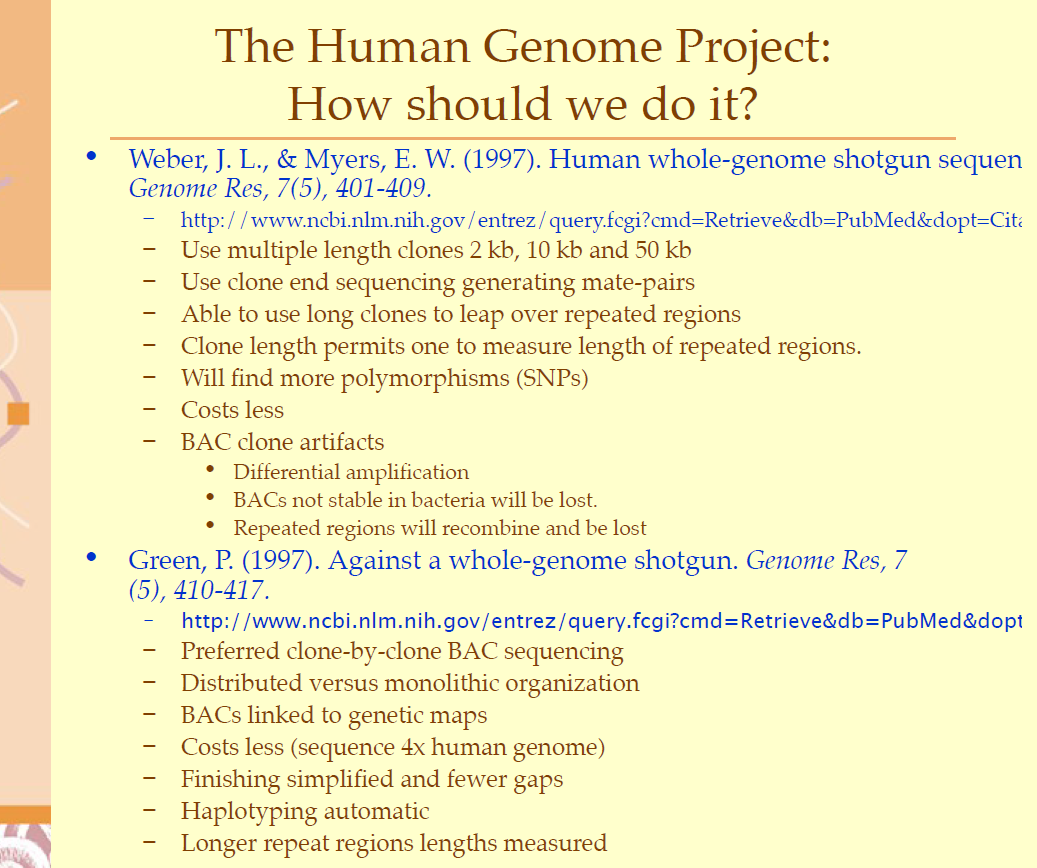 The Human Genome Project:
How should we do it?
• Weber, J. L., & Myers, E. W. (1997). Human whole-genome shotgun sequen
Genome Res, 7(5), 401-409.
– http://www.ncbi.nlm.nih.gov/entrez/query.fcgi?cmd=Retrieve&db=PubMed&dopt=Cita
– Use multiple length clones 2 kb, 10 kb and 50 kb
– Use clone end sequencing generating mate-pairs
– Able to use long clones to leap over repeated regions
– Clone length permits one to measure length of repeated regions.
– Will find more polymorphisms (SNPs)
– Costs less
– BAC clone artifacts
• Differential amplification
• BACs not stable in bacteria will be lost.
• Repeated regions will recombine and be lost
• Green, P. (1997). Against a whole-genome shotgun. Genome Res, 7
(5), 410-417.
– http://www.ncbi.nlm.nih.gov/entrez/query.fcgi?cmd=Retrieve&db=PubMed&dopt
– Preferred clone-by-clone BAC sequencing
– Distributed versus monolithic organization
– BACs linked to genetic maps
– Costs less (sequence 4x human genome)
– Finishing simplified and fewer gaps
– Haplotyping automatic
– Longer repeat regions lengths measured